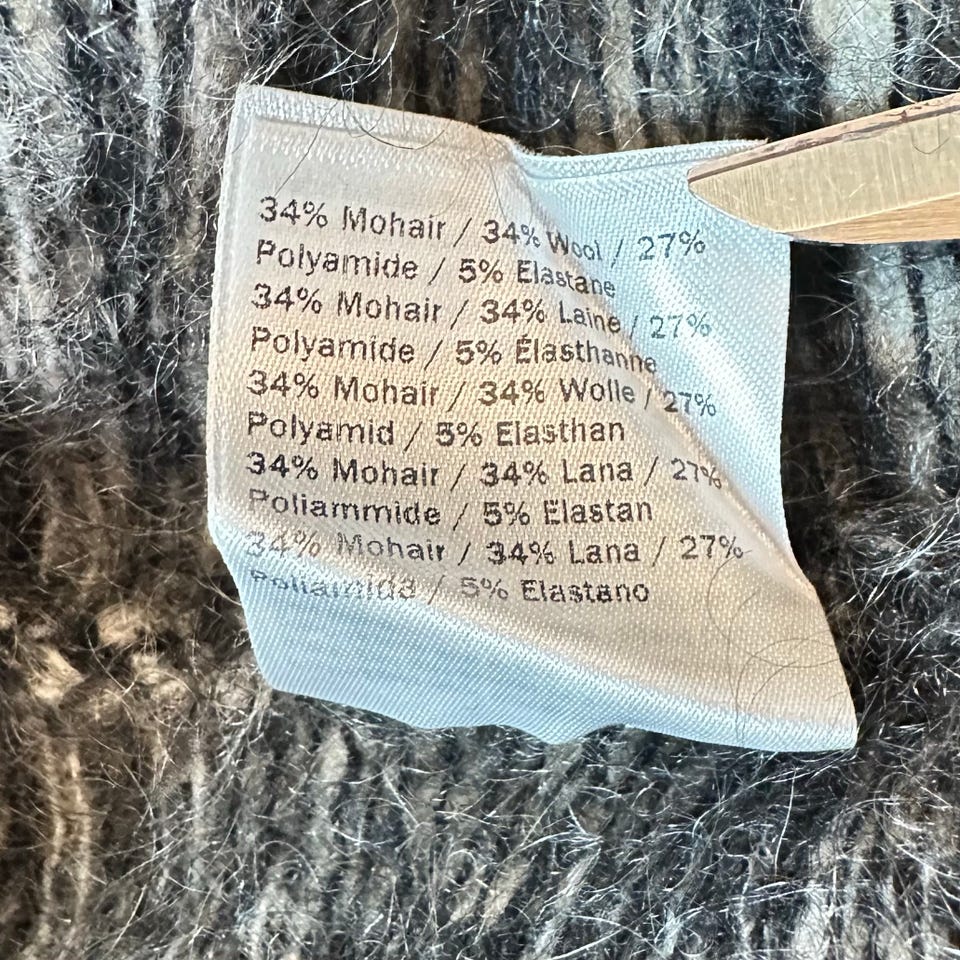 34% Mohair / 34% Wool / 27%
Polyamide / 5% Elastane
34% Mohair / 34% Laine / 27%
Polyamide / 5% Élasthanne
34% Mohair / 34% Wolle / 27%
Polyamid / 5% Elasthan
34% Mohair / 34% Lana / 27%
Poliammide / 5% Elastan
34% Mohair / 34% Lana / 27%
Poliamida / 5% Elastano